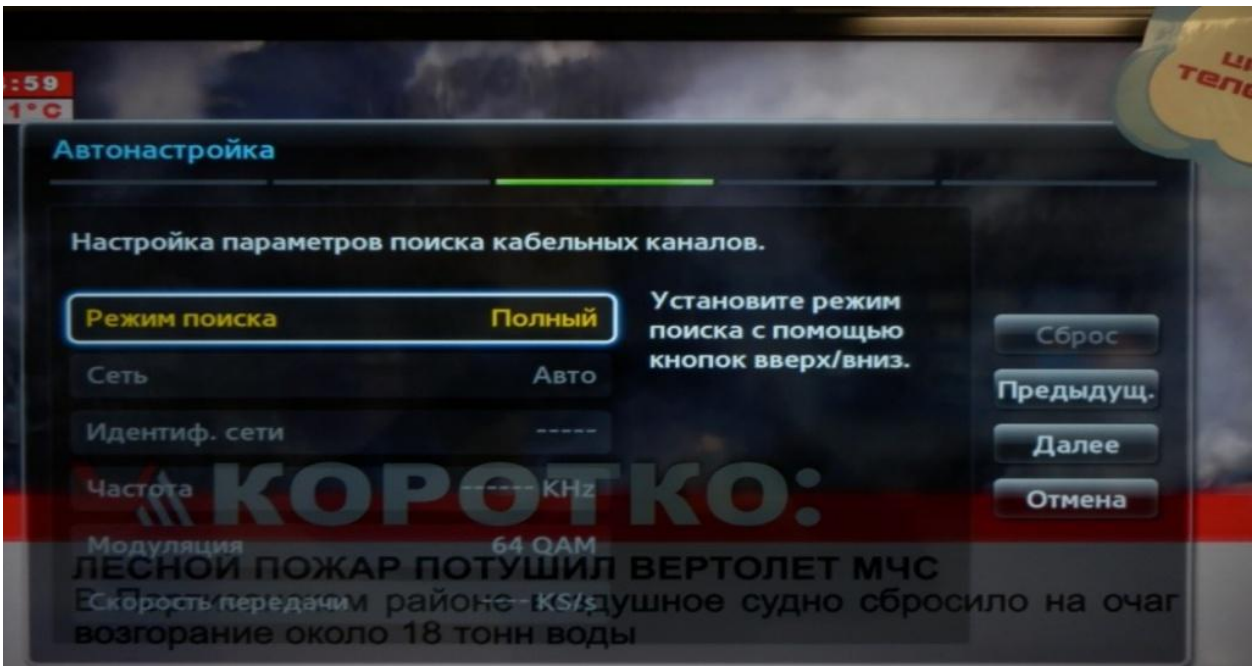 :59
1°C
Автонастройка
Настройка параметров поиска кабельных каналов.
Режим поиска Полный
Установите режим
поиска с помощью
кнопок вверх/вниз.
Сеть Авто
Идентиф. сети -----
Частота ------ KHz
Модуляция 64 QAM
Скорость передачи ---- KS/s
Сброс
Предыдущ.
Далее
Отмена
КОРОТКО:
ЛЕСНОЙ ПОЖАР ПОТУШИЛ ВЕРТОЛЕТ МЧС
районе воздушное судно сбросило на очаг
возгорание около 18 тонн воды